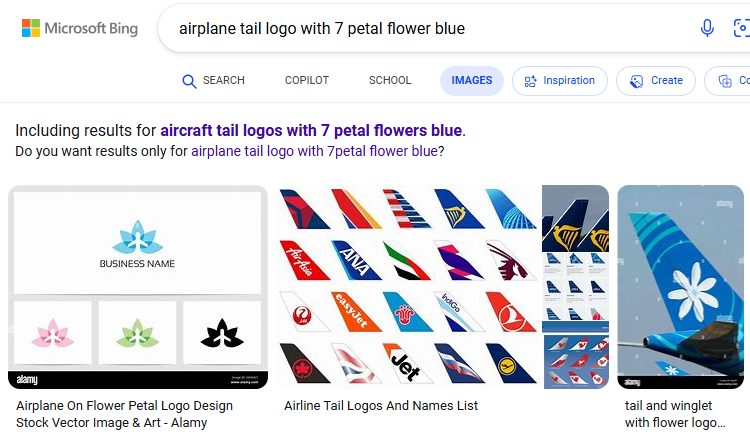 Microsoft Bing
airplane tail logo with 7 petal flower blue
SEARCH
COPILOT
SCHOOL
IMAGES
Inspiration
Create
Co
Including results for aircraft tail logos with 7 petal flowers blue.
Do you want results only for airplane tail logo with 7petal flower blue?
BUSINESS NAME
alamy
www.alamy.com
AirAsia
ANA
easyJet
IndiGo
Jet
alamy
Airplane On Flower Petal Logo Design
Stock Vector Image & Art - Alamy
Airline Tail Logos And Names List
tail and winglet
with flower logo...